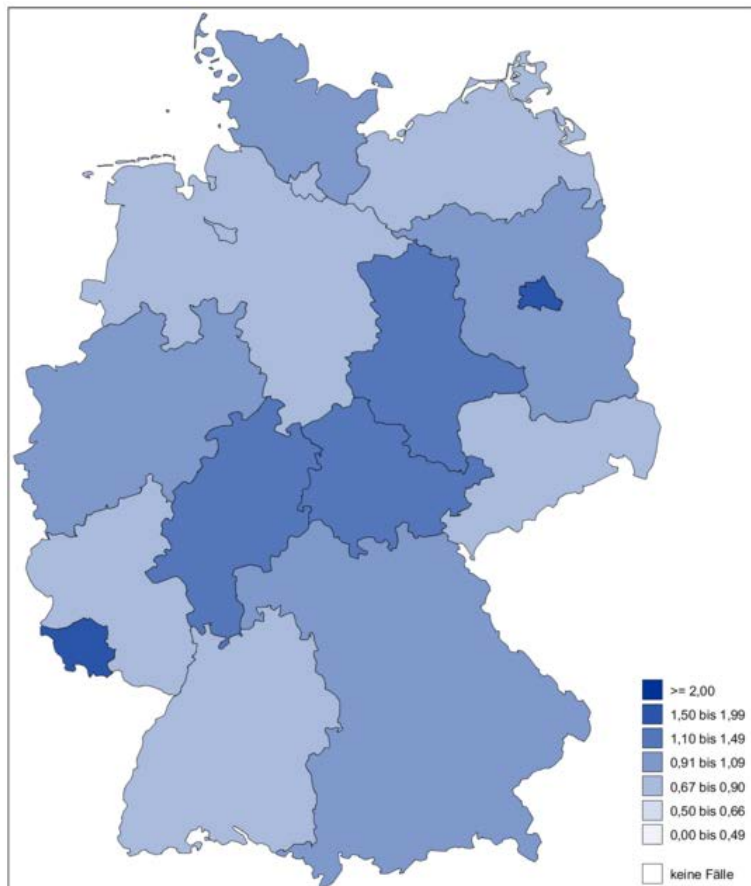 >= 2,00
1,50 bis 1,99
1,10 bis 1,49
0,91 bis 1,09
0,67 bis 0,90
0,50 bis 0,66
0,00 bis 0,49
keine Fälle